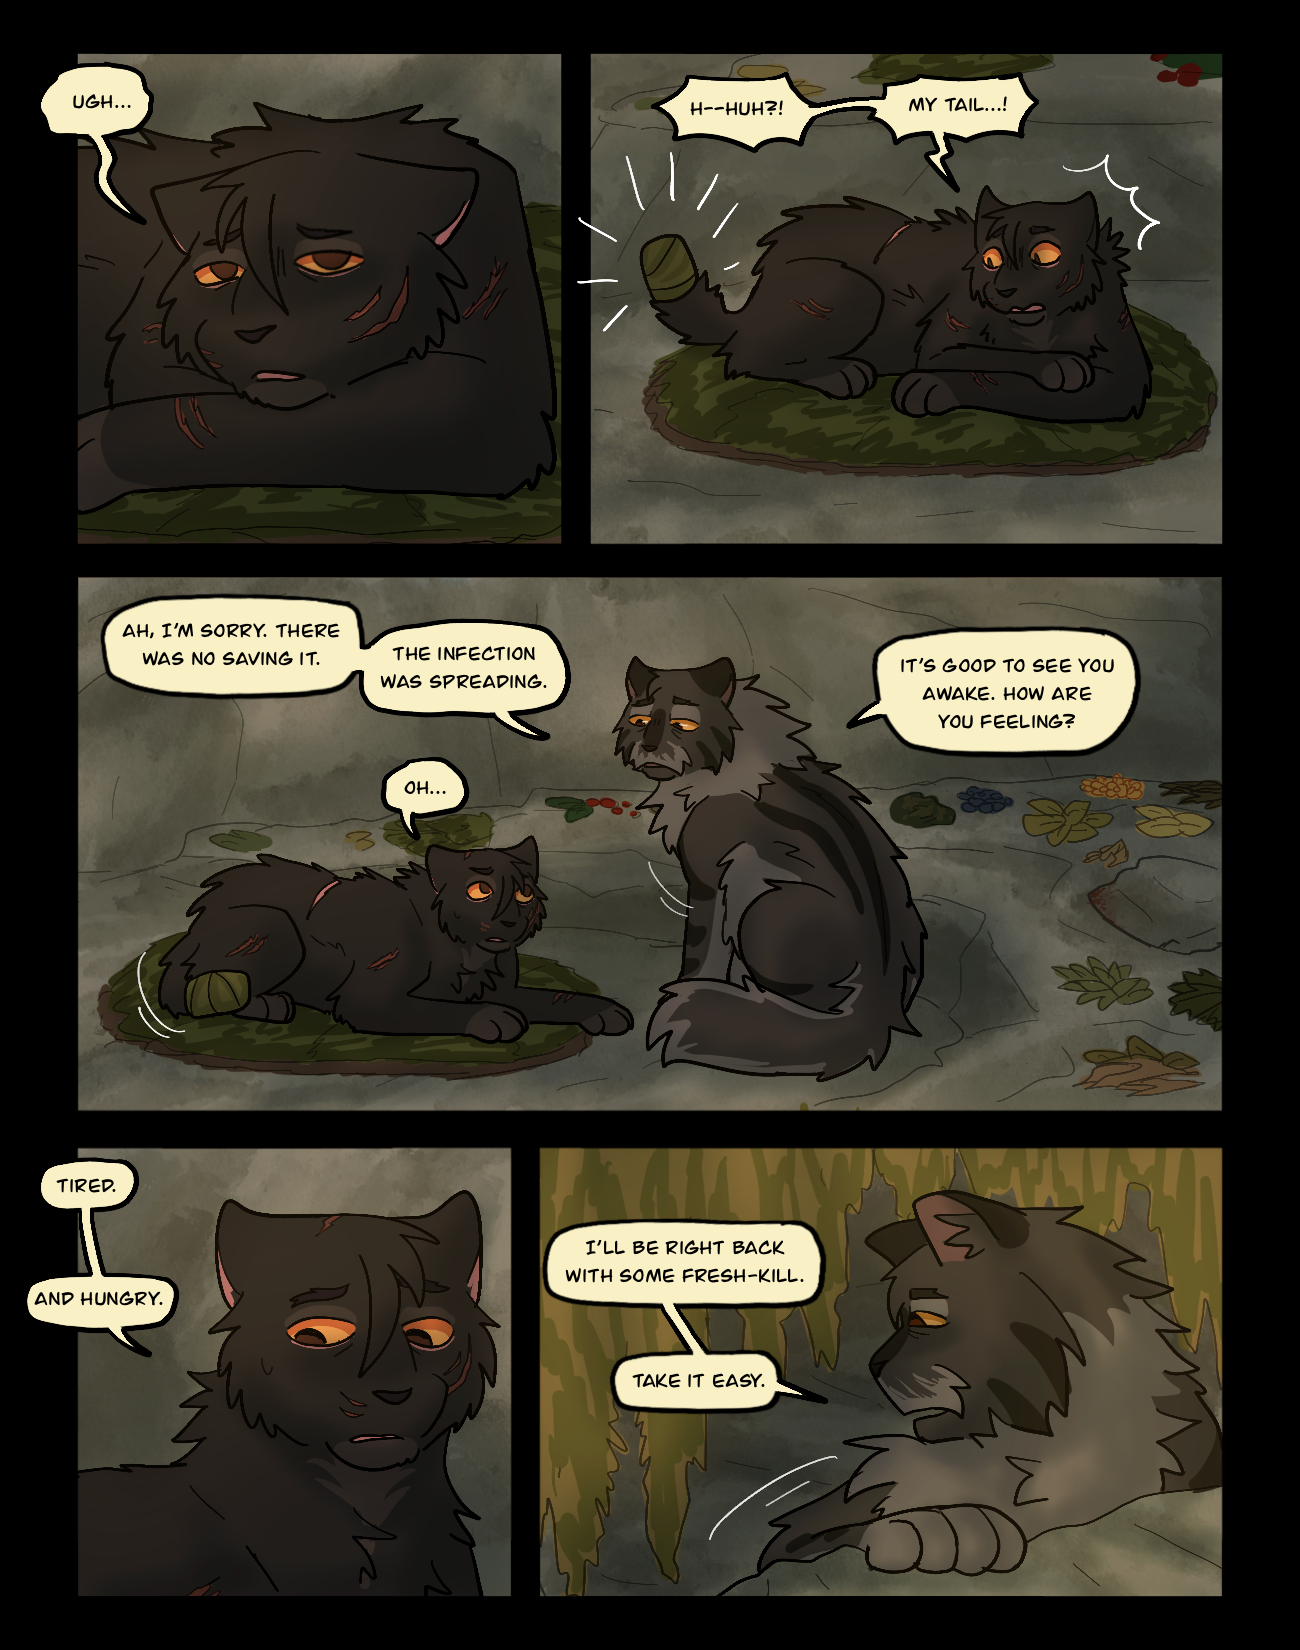 UGH...
H--HUH?!
MY TAIL...!
AH, I'M SORRY. THERE
WAS NO SAVING IT.
THE INFECTION
WAS SPREADING.
OH...
IT'S GOOD TO SEE YOU
AWAKE. HOW ARE
YOU FEELING?
TIRED.
AND HUNGRY.
I'LL BE RIGHT BACK
WITH SOME FRESH-KILL.
TAKE IT EASY.